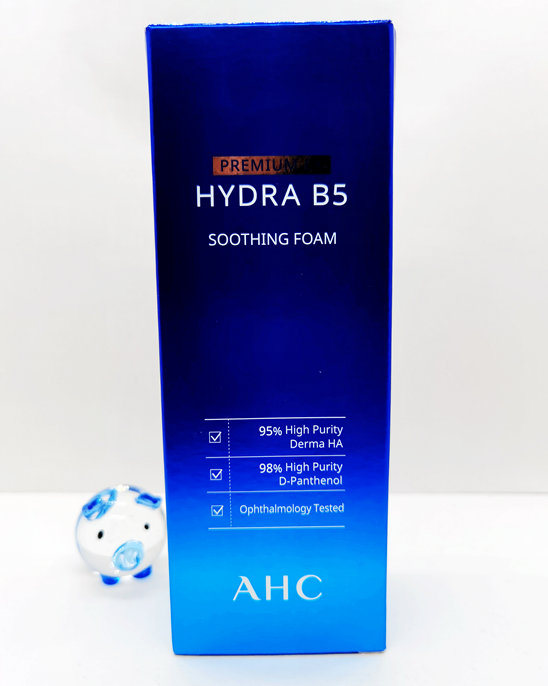 PREMIUM
HYDRA B5
SOOTHING FOAM
95% High Purity
Derma HA
98% High Purity
D-Panthenol
Ophthalmology Tested
AHC